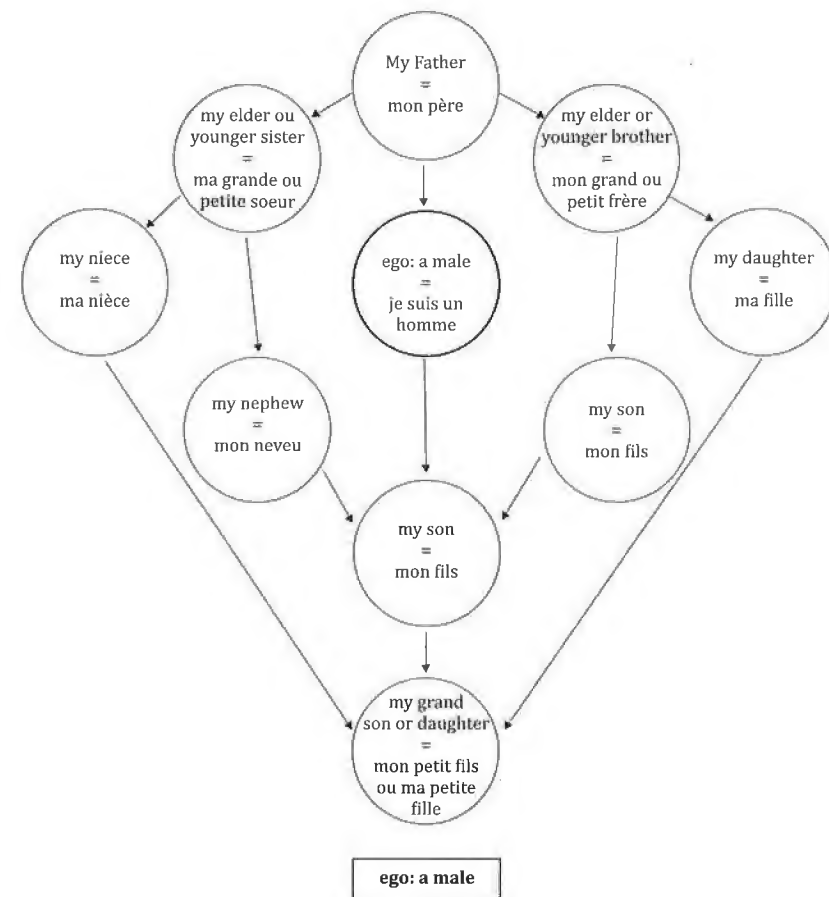 My Father
=
mon père
my elder ou
younger sister
=
ma grande ou
petite soeur
my elder or
younger brother
=
mon grand ou
petit frère
my niece
=
ma nièce
ego: a male
=
je suis un
homme
my daughter
=
ma fille
my nephew
=
mon neveu
my son
=
mon fils
my son
=
mon fils
my grand
son or daughter
=
mon petit fils
ou ma petite
fille
ego: a male